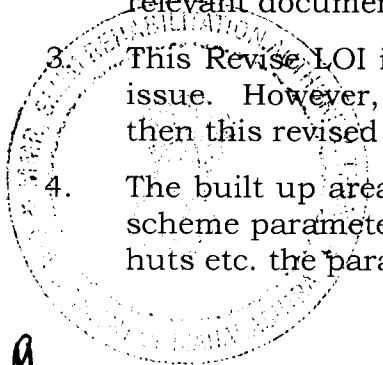 relevant documen
3. This Revise LOI i
issue. However,
then this revised
4. The built up area
scheme paramete
huts etc. the para
REHABILITATION